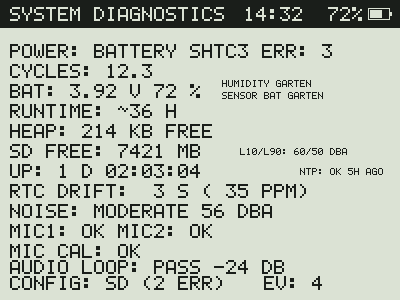 SYSTEM DIAGNOSTICS 14:32 72%
POWER: BATTERY SHTC3 ERR: 3
CYCLES: 12.3
HUMIDITY GARTEN
BAT: 3.92 V 72 %
SENSOR BAT GARTEN
RUNTIME: ~36 H
HEAP: 214 KB FREE
SD FREE: 7421 MB L10/L90: 60/50 DBA
UP: 1 D 02:03:04 NTP: OK 5H AGO
RTC DRIFT: 3 S ( 35 PPM)
NOISE: MODERATE 56 DBA
MIC1: OK MIC2: OK
MIC CAL: OK
AUDIO LOOP: PASS -24 DB
CONFIG: SD (2 ERR) EV: 4